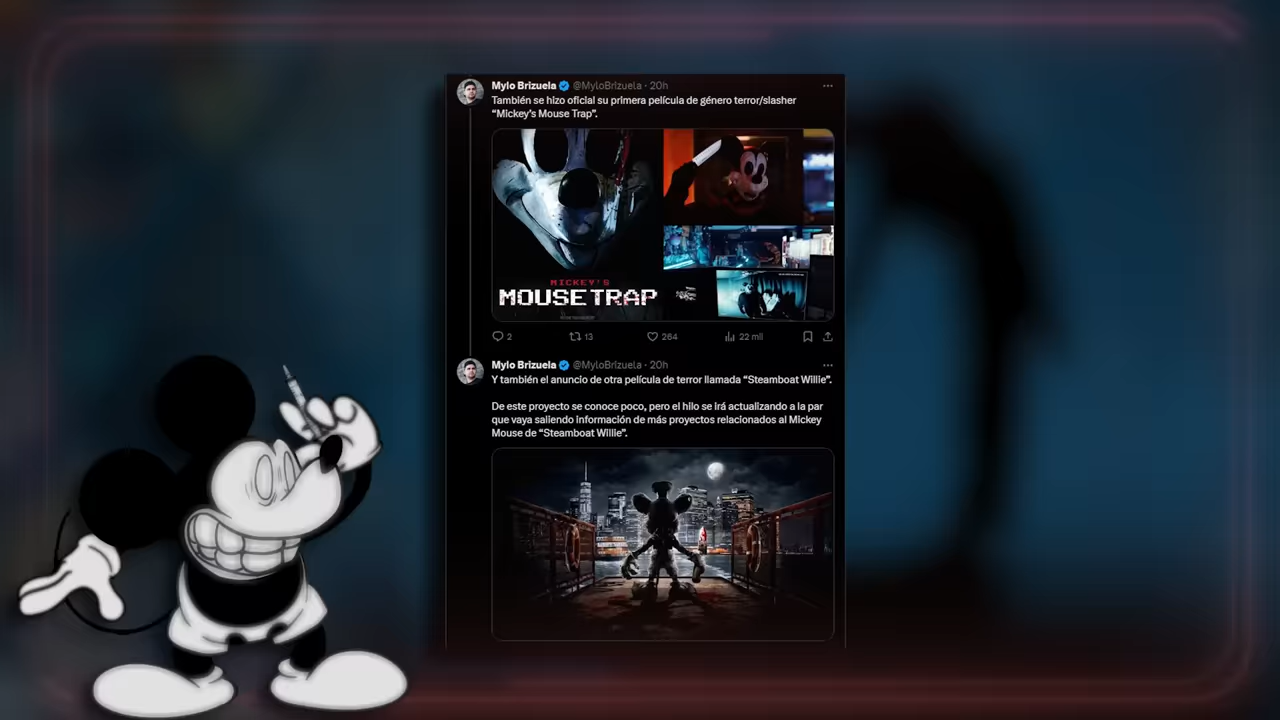 Mylo Brizuela @MyloBrizuela · 20h
También se hizo oficial su primera película de género terror/slasher
“Mickey's Mouse Trap”.
MICKEY'S
MOUSETRAP
2 13 264 22 mil
Mylo Brizuela @MyloBrizuela · 20h
Y también el anuncio de otra película de terror llamada “Steamboat Willie”.
De este proyecto se conoce poco, pero el hilo se irá actualizando a la par
que vaya saliendo información de más proyectos relacionados al Mickey
Mouse de “Steamboat Willie”.